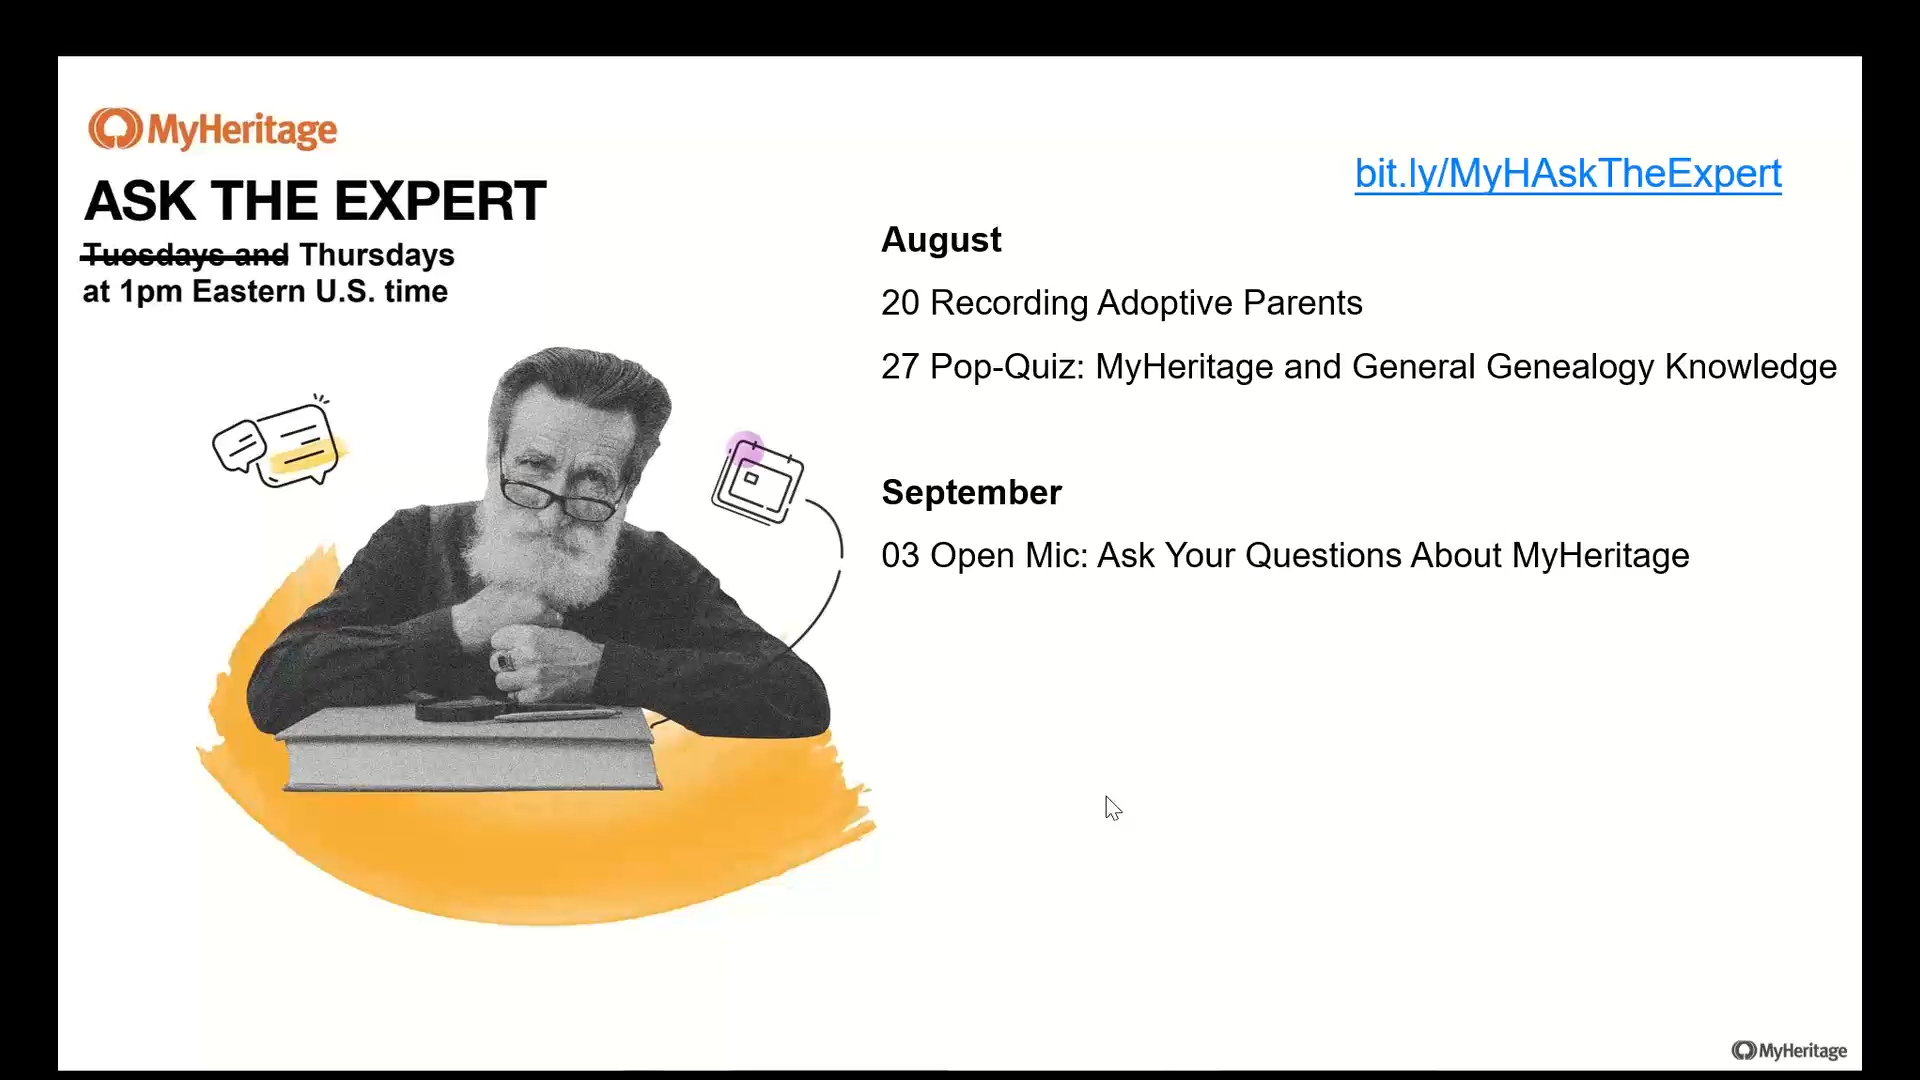 MyHeritage
ASK THE EXPERT
Tuesdays and Thursdays
at 1pm Eastern U.S. time
bit.ly/MyHAskTheExpert
August
20 Recording Adoptive Parents
27 Pop-Quiz: MyHeritage and General Genealogy Knowledge
September
03 Open Mic: Ask Your Questions About MyHeritage
MyHeritage